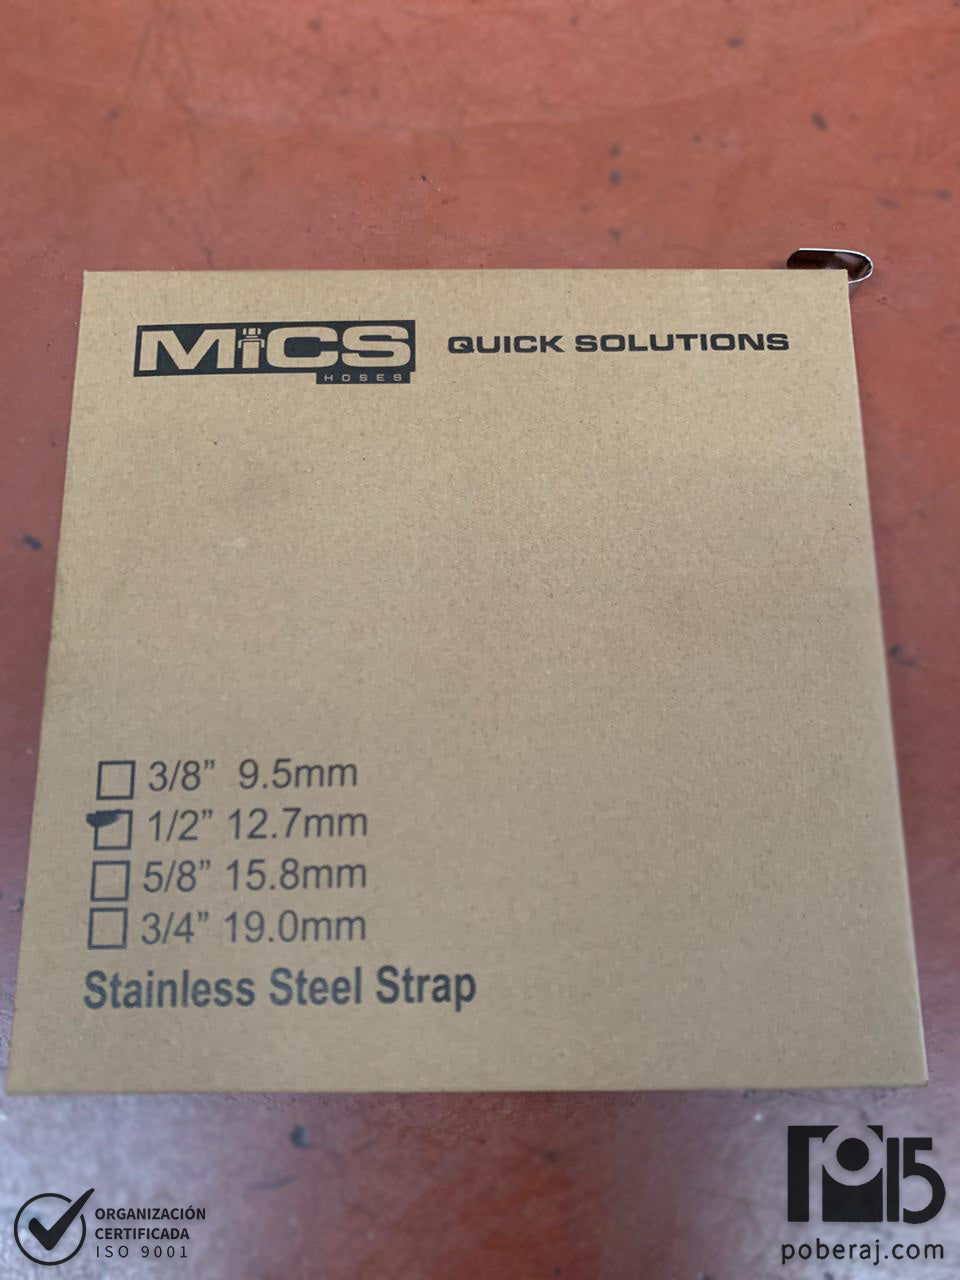 MiCS
HOSES
QUICK SOLUTIONS
3/8” 9.5mm
1/2” 12.7mm
5/8” 15.8mm
3/4” 19.0mm
Stainless Steel Strap
ORGANIZACIÓN
CERTIFICADA
ISO 9001
15
poberaj.com